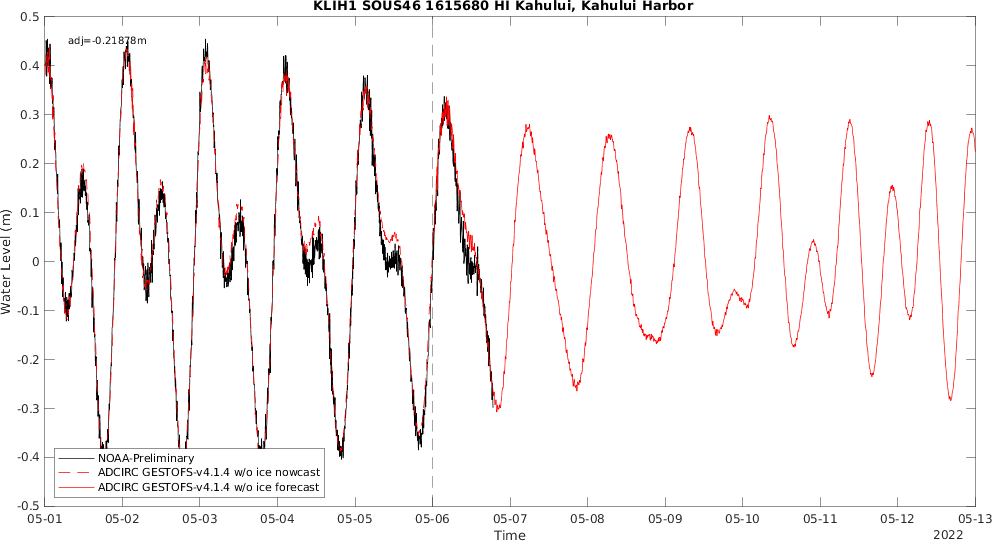 KLIH1 SOUS46 1615680 HI Kahului, Kahului Harbor
adj=-0.21878m
0.5
0.4
0.3
0.2
0.1
0
-0.1
-0.2
-0.3
-0.4
-0.5
Water Level (m)
NOAA-Preliminary
ADCIRC GESTOFS-v4.1.4 w/o ice nowcast
ADCIRC GESTOFS-v4.1.4 w/o ice forecast
05-01 05-02 05-03 05-04 05-05 05-06 05-07 05-08 05-09 05-10 05-11 05-12 05-13
Time
2022